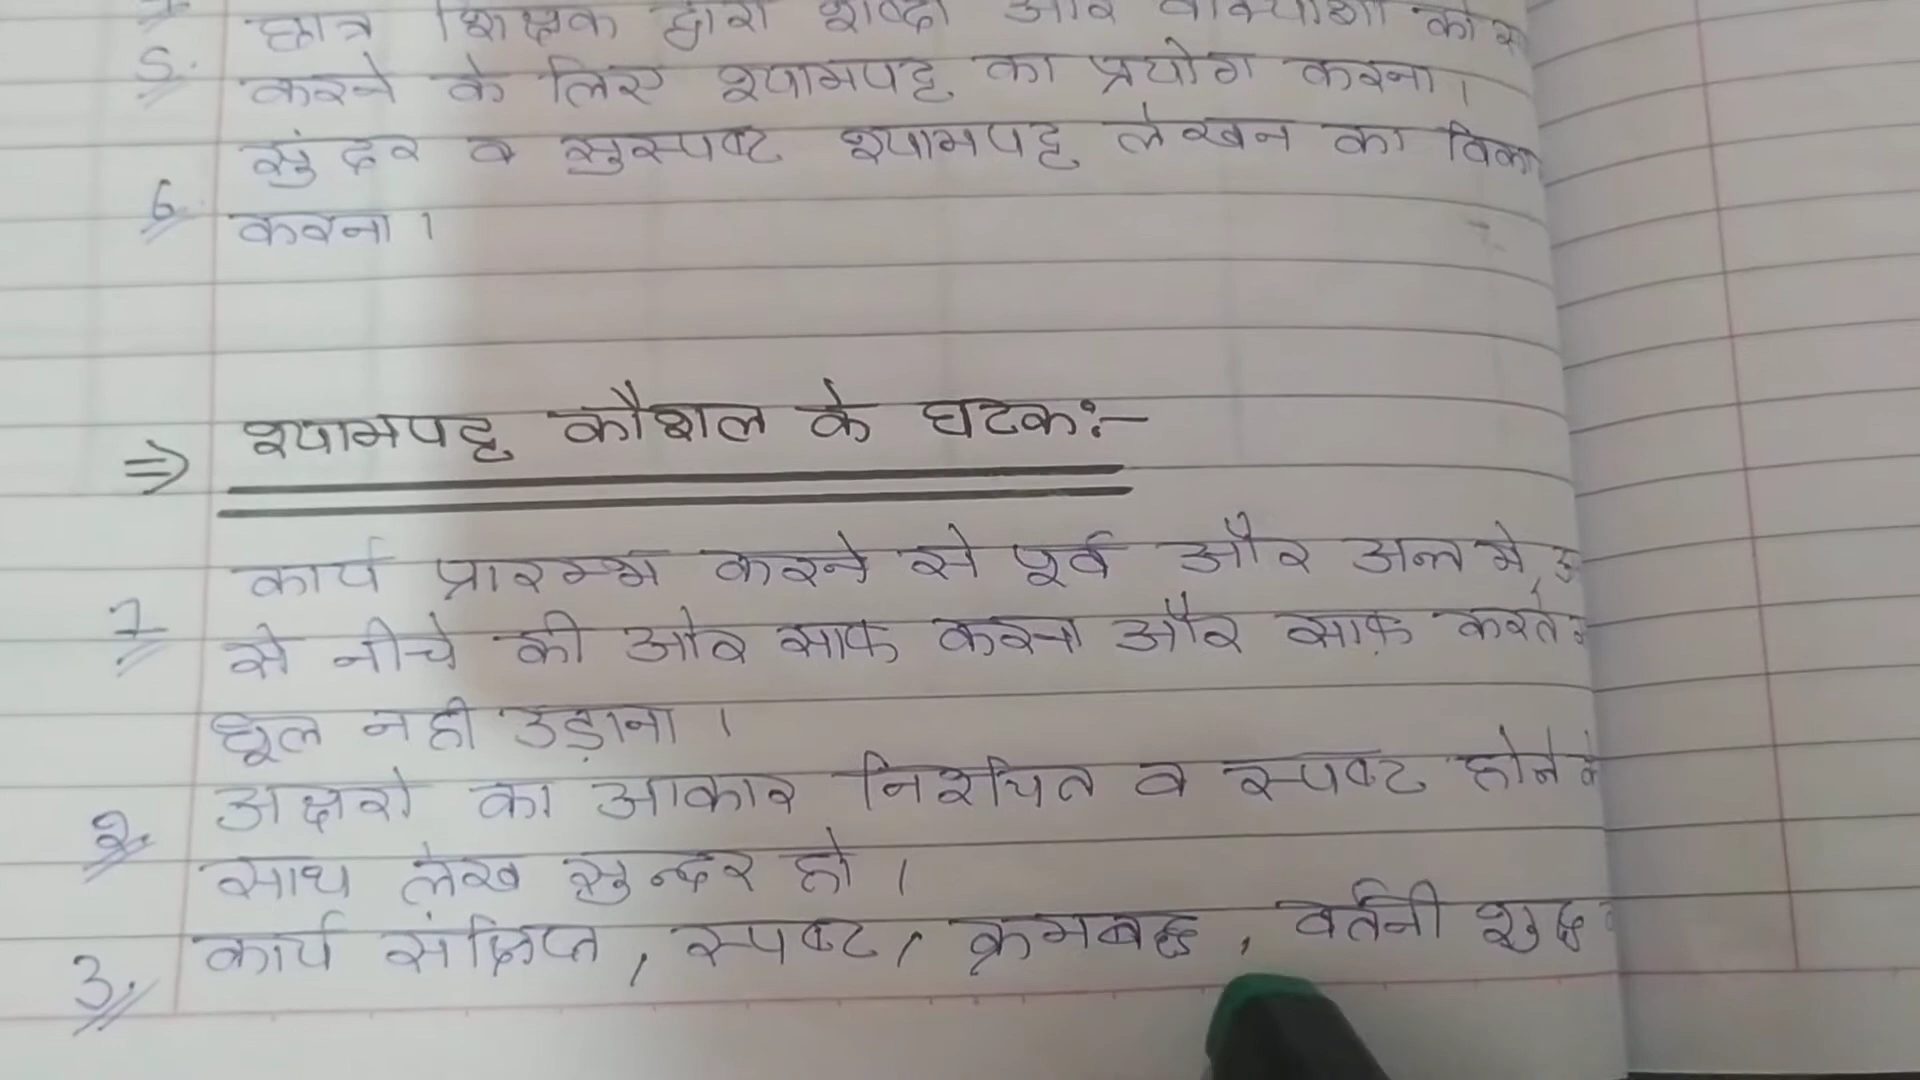 छात्र शिक्षक द्वारा शब्दो और वाक्यांशो को
5. करने के लिए श्यामपट्ट का प्रयोग करना।
सुंदर व सुस्पष्ट श्यामपट्ट लेखन का
6. करना।
⇒ श्यामपट्ट कौशल के घटक:-
कार्य प्रारम्भ करने से पूर्व और अन्त मे,
1. से नीचे की ओर साफ करना और साफ़ करते
धूल नही उड़ाना।
अक्षरो का आकार निश्चित व स्पष्ट होने के
2. साथ लेख सुन्दर हो।
3. कार्य संक्षिप्त, स्पष्ट, क्रमबद्ध, वर्तनी शुद्ध